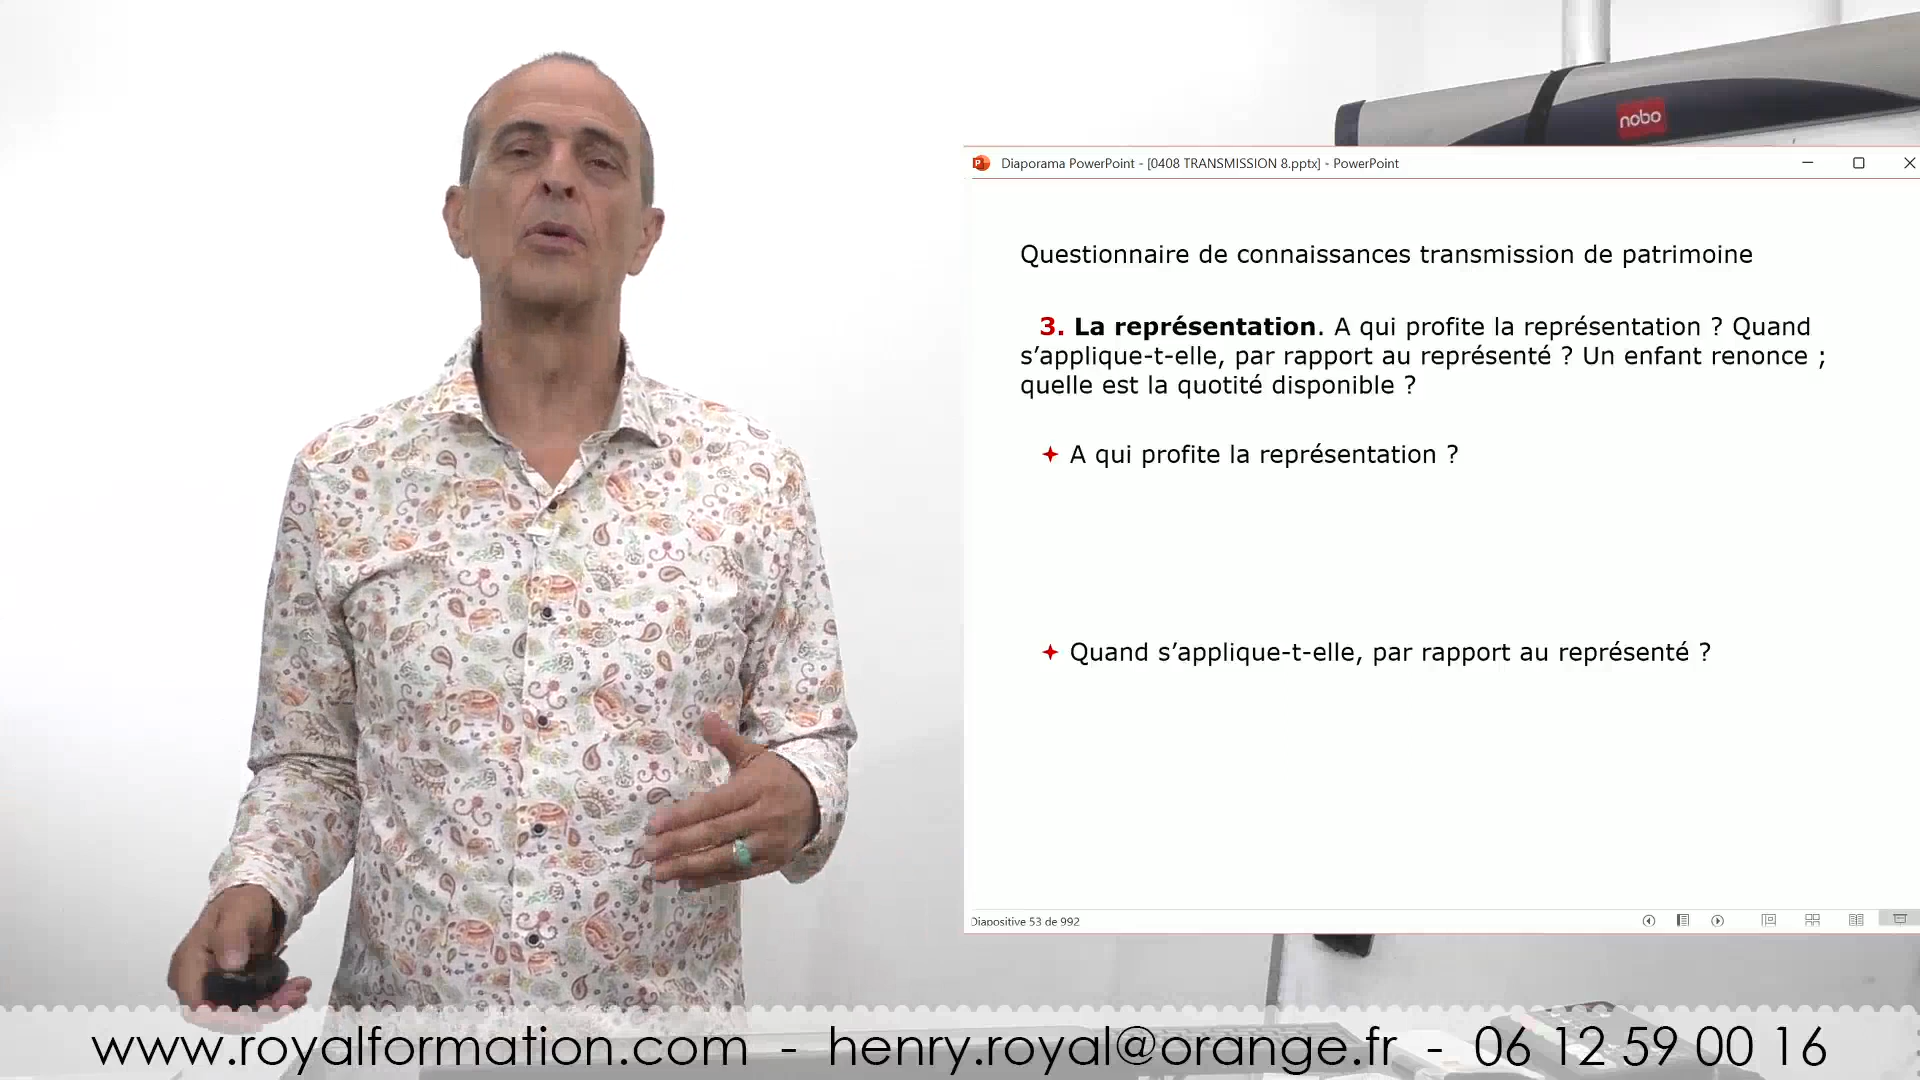 nobo
Diaporama PowerPoint - [0408 TRANSMISSION 8.pptx] - PowerPoint
Questionnaire de connaissances transmission de patrimoine
3. La représentation. A qui profite la représentation ? Quand
s’applique-t-elle, par rapport au représenté ? Un enfant renonce ;
quelle est la quotité disponible ?
A qui profite la représentation ?
Quand s’applique-t-elle, par rapport au représenté ?
Diapositive 53 de 992
www.royalformation.com - henry.royal@orange.fr - 06 12 59 00 16